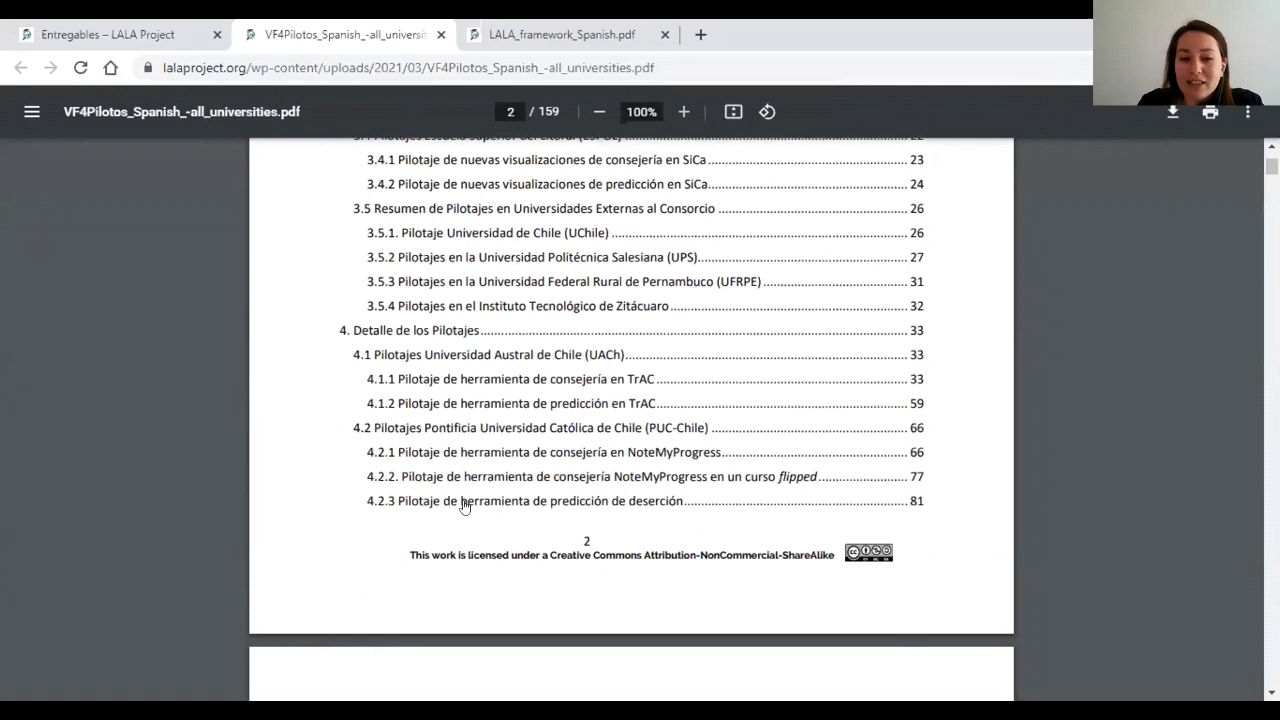 Entregables – LALA Project
VF4Pilotos_Spanish_-all_universit
LALA_framework_Spanish.pdf
lalaproject.org/wp-content/uploads/2021/03/VF4Pilotos_Spanish_-all_universities.pdf
VF4Pilotos_Spanish_-all_universities.pdf
2 / 159
100%
3.4.1 Pilotaje de nuevas visualizaciones de consejería en SiCa 23
3.4.2 Pilotaje de nuevas visualizaciones de predicción en SiCa 24
3.5 Resumen de Pilotajes en Universidades Externas al Consorcio 26
3.5.1. Pilotaje Universidad de Chile (UChile) 26
3.5.2 Pilotajes en la Universidad Politécnica Salesiana (UPS) 27
3.5.3 Pilotajes en la Universidad Federal Rural de Pernambuco (UFRPE) 31
3.5.4 Pilotajes en el Instituto Tecnológico de Zitácuaro 32
4. Detalle de los Pilotajes 33
4.1 Pilotajes Universidad Austral de Chile (UACh) 33
4.1.1 Pilotaje de herramienta de consejería en TrAC 33
4.1.2 Pilotaje de herramienta de predicción en TrAC 59
4.2 Pilotajes Pontificia Universidad Católica de Chile (PUC-Chile) 66
4.2.1 Pilotaje de herramienta de consejería en NoteMyProgress 66
4.2.2. Pilotaje de herramienta de consejería NoteMyProgress en un curso flipped 77
4.2.3 Pilotaje de herramienta de predicción de deserción 81
2
This work is licensed under a Creative Commons Attribution-NonCommercial-ShareAlike